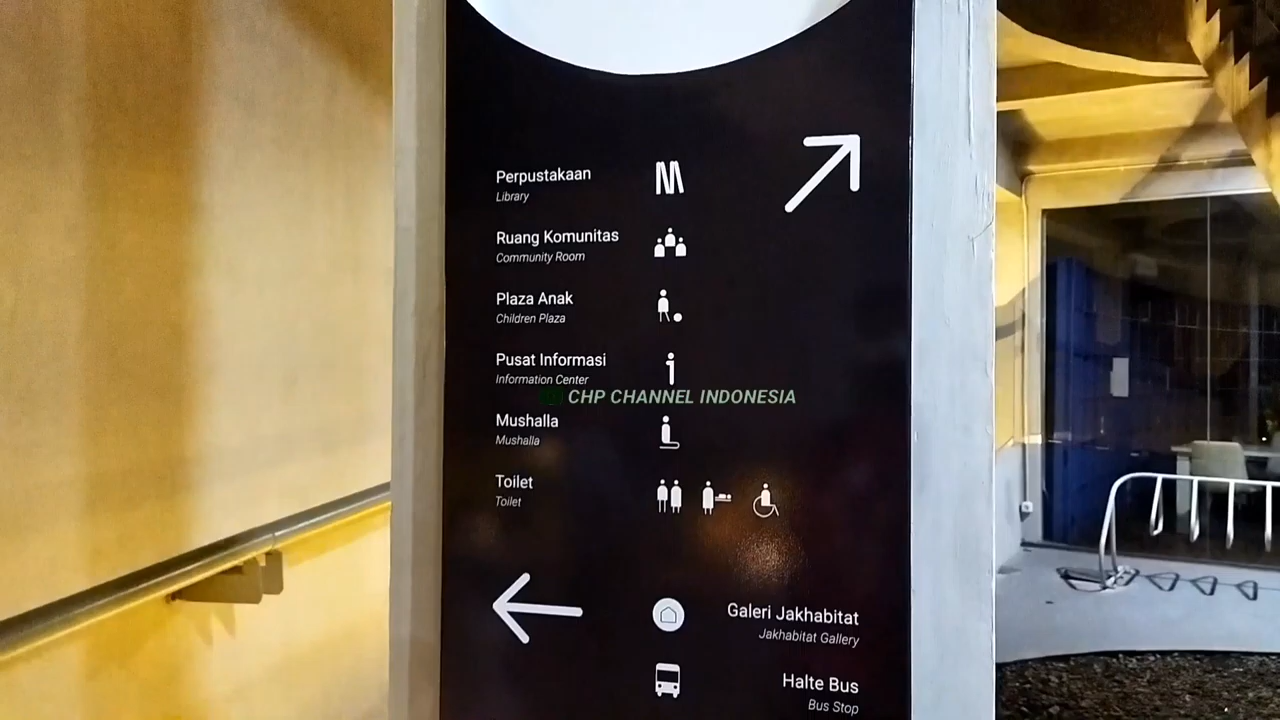 Perpustakaan
Library
Ruang Komunitas
Community Room
Plaza Anak
Children Plaza
Pusat Informasi
Information Center
CHP CHANNEL INDONESIA
Mushalla
Mushalla
Toilet
Toilet
Galeri Jakhabitat
Jakhabitat Gallery
Halte Bus
Bus Stop